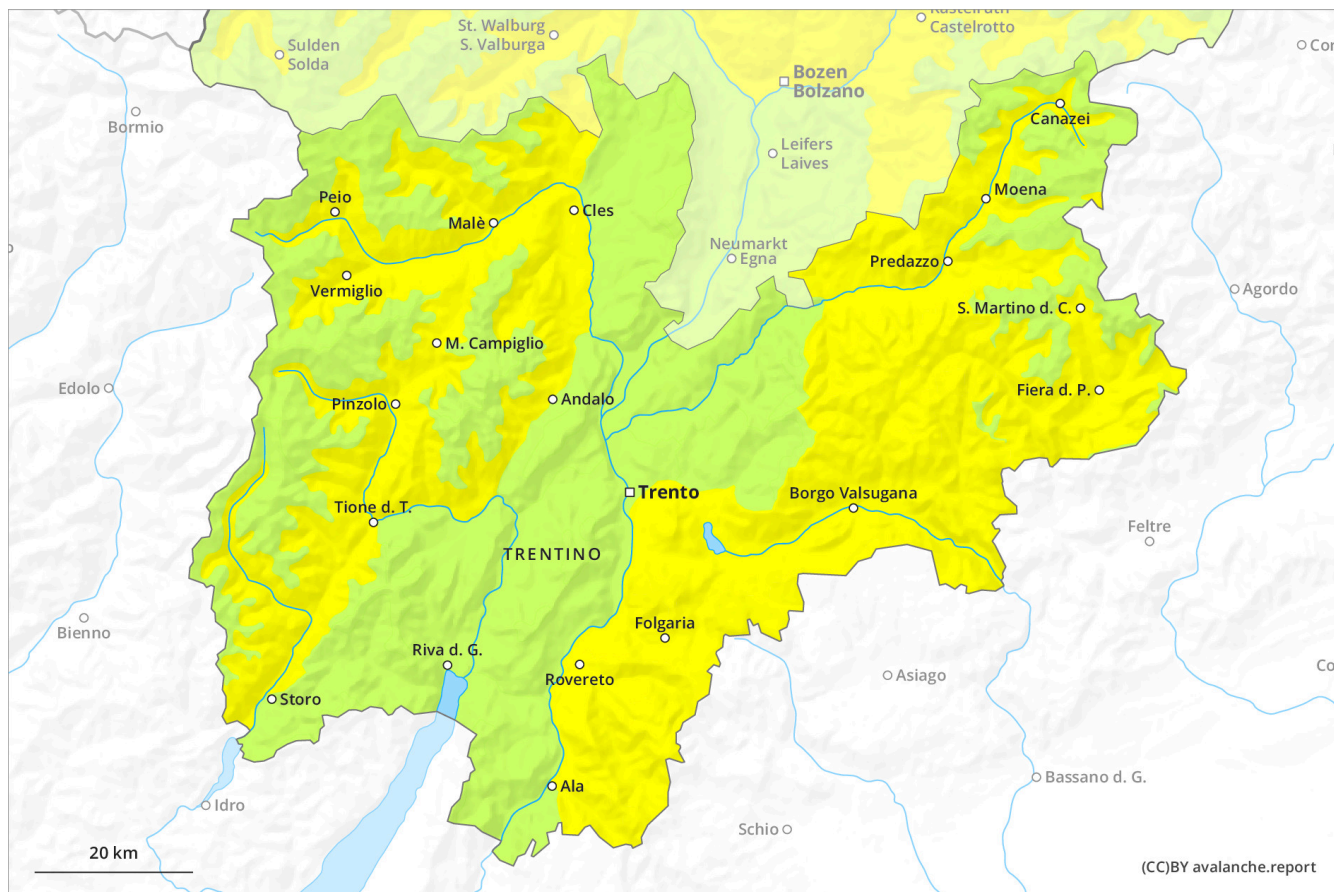 Kastelruth
Castelrotto
St. Walburg
S. Valburga
Sulden
Solda
Bozen
Bolzano
Bormio
Canazei
Leifers
Laives
Peio
Malè
Cles
Moena
Neumarkt
Egna
Predazzo
Vermiglio
Agordo
S. Martino d. C.
M. Campiglio
Edolo
Andalo
Fiera d. P.
Pinzolo
Trento
Borgo Valsugana
Tione d. T.
Feltre
TRENTINO
Bienno
Folgaria
Riva d. G.
Asiago
Rovereto
Storo
Bassano d. G.
Ala
Idro
Schio
20 km
(CC)BY avalanche.report